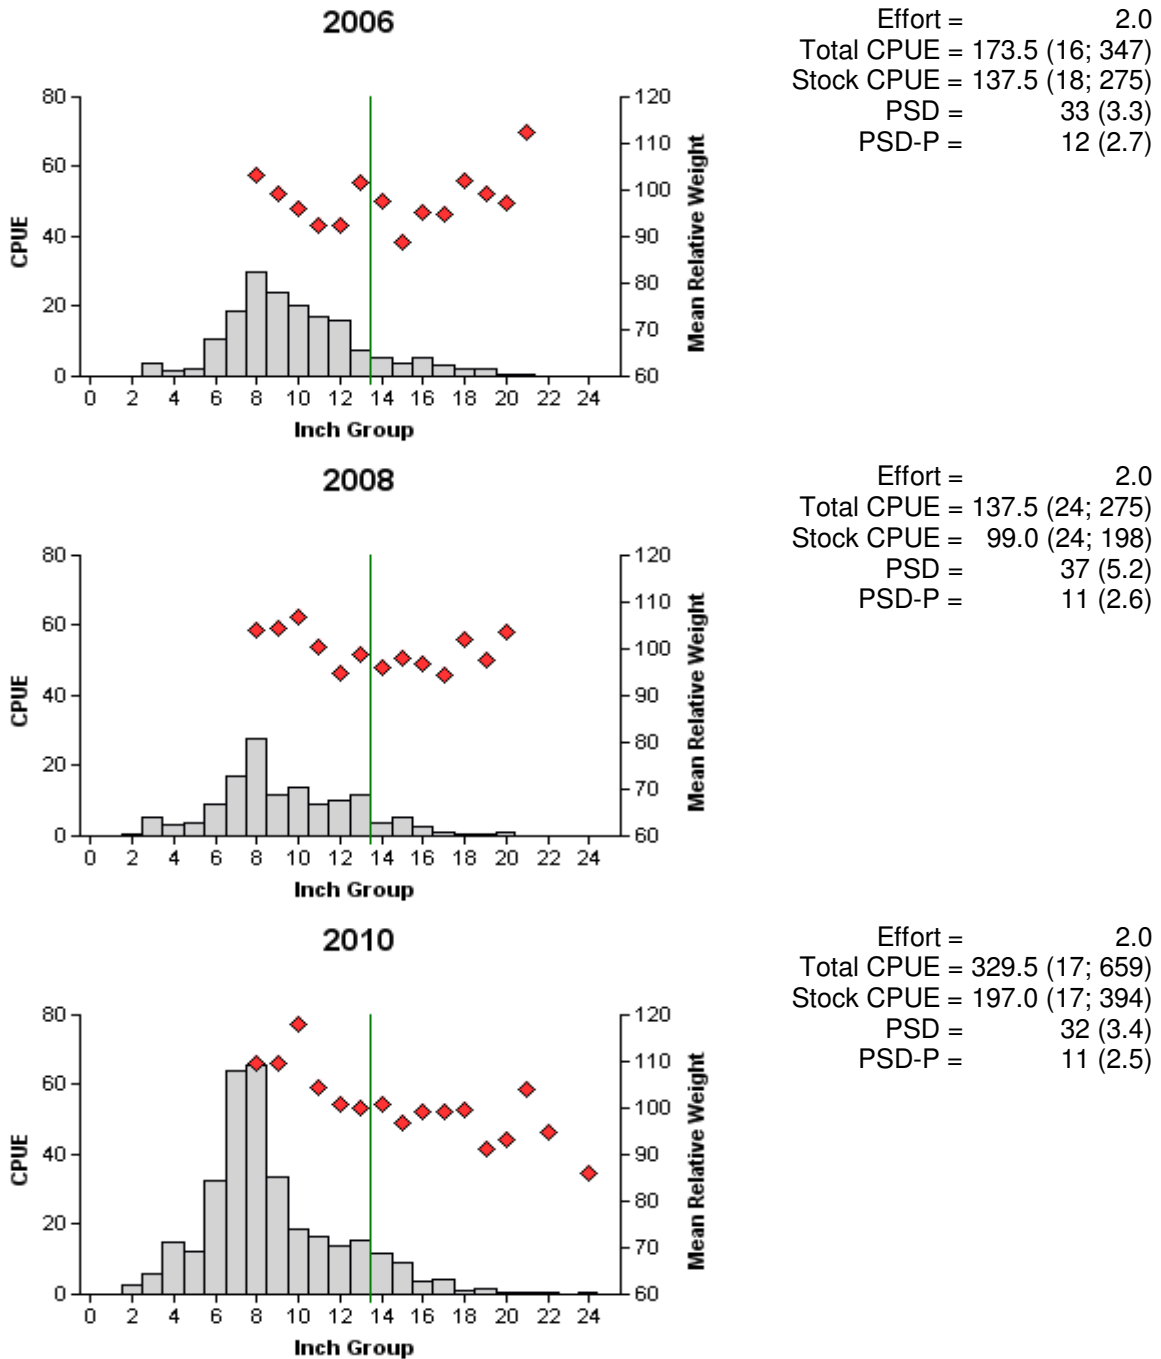 2006
Effort = 2.0
Total CPUE = 173.5 (16; 347)
Stock CPUE = 137.5 (18; 275)
PSD = 33 (3.3)
PSD-P = 12 (2.7)
80 120
110
60
100
CPUE Mean Relative Weight
40 90
80
20
70
0 60
0 2 4 6 8 10 12 14 16 18 20 22 24
Inch Group
2008
Effort = 2.0
Total CPUE = 137.5 (24; 275)
Stock CPUE = 99.0 (24; 198)
PSD = 37 (5.2)
PSD-P = 11 (2.6)
80 120
110
60
100
CPUE Mean Relative Weight
40 90
80
20
70
0 60
0 2 4 6 8 10 12 14 16 18 20 22 24
Inch Group
2010
Effort = 2.0
Total CPUE = 329.5 (17; 659)
Stock CPUE = 197.0 (17; 394)
PSD = 32 (3.4)
PSD-P = 11 (2.5)
80 120
110
60
100
CPUE Mean Relative Weight
40 90
80
20
70
0 60
0 2 4 6 8 10 12 14 16 18 20 22 24
Inch Group